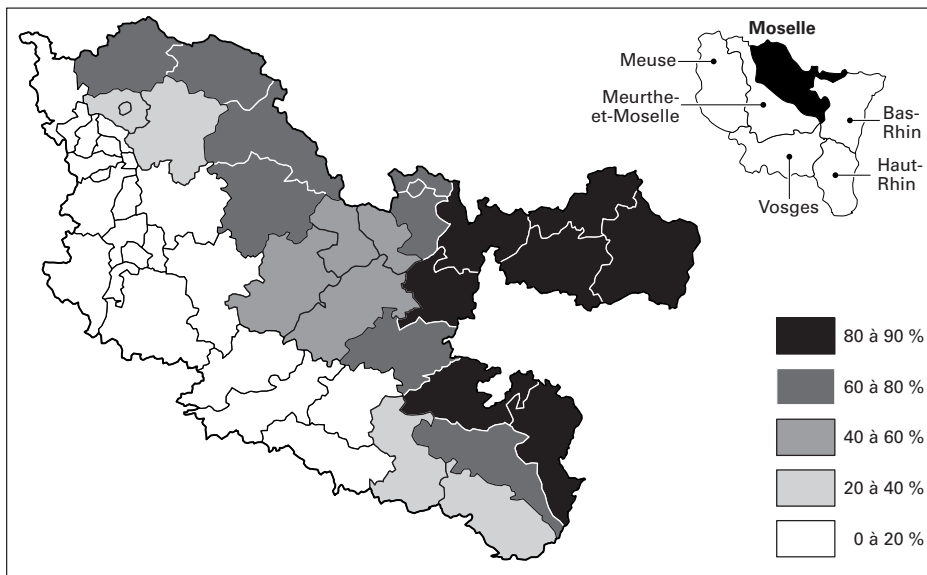 Moselle
Meuse
Meurthe-
et-Moselle
Bas-
Rhin
Haut-
Rhin
Vosges
80 à 90 %
60 à 80 %
40 à 60 %
20 à 40 %
0 à 20 %